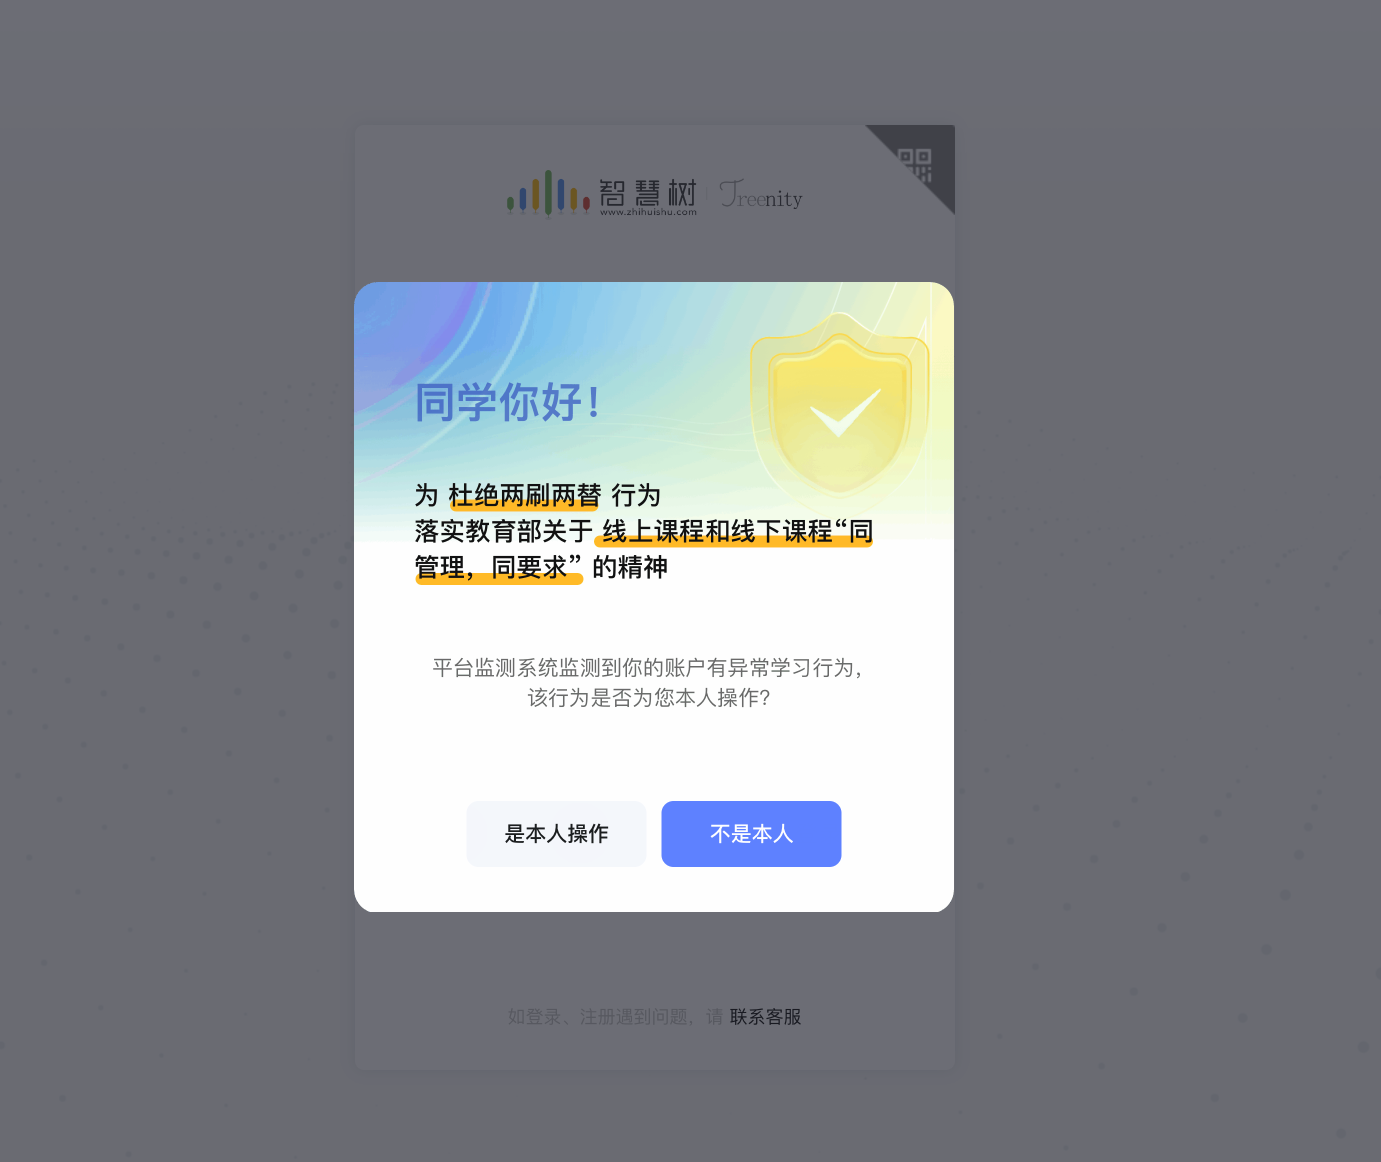 智慧树
www.zhihuishu.com
Treenity
同学你好！
为 杜绝两刷两替 行为
落实教育部关于 线上课程和线下课程“同
管理，同要求” 的精神
平台监测系统监测到你的账户有异常学习行为，
该行为是否为您本人操作？
是本人操作
不是本人
如登录、注册遇到问题，请 联系客服